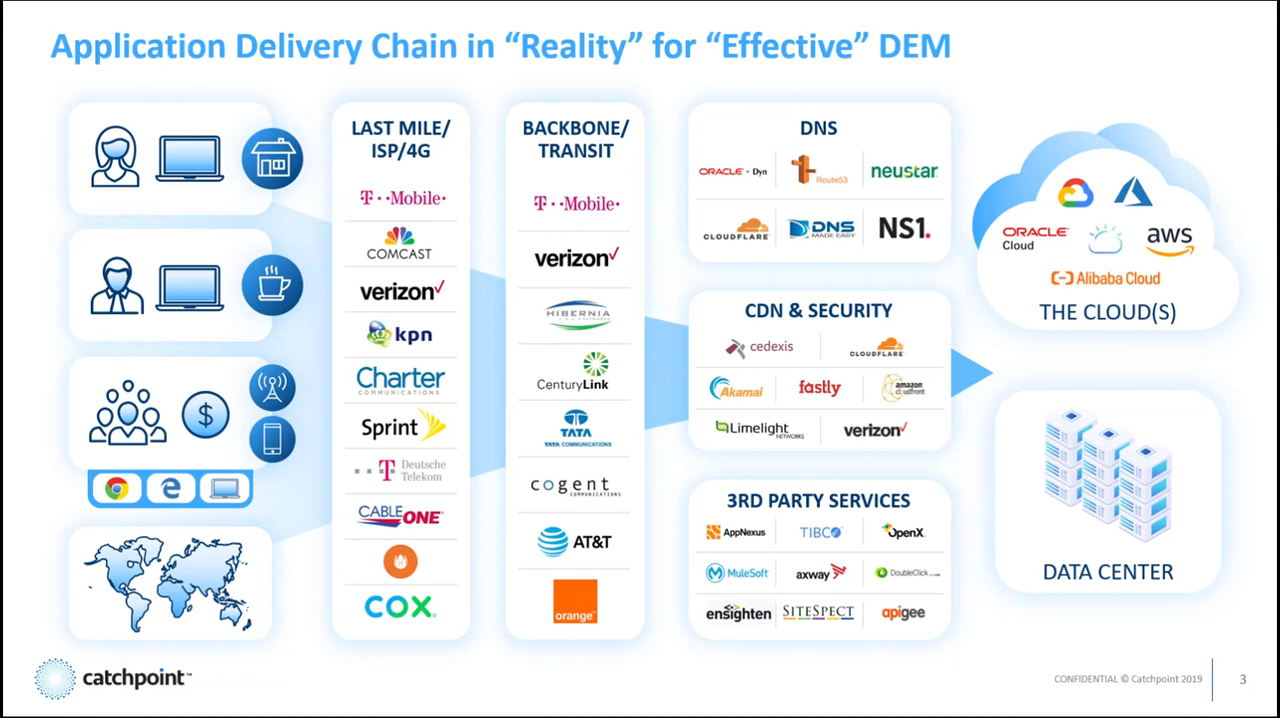 Application Delivery Chain in “Reality” for “Effective” DEM
LAST MILE/
ISP/4G
T··Mobile·
COMCAST
verizon✓
kpn
Charter
COMMUNICATIONS
Sprint
··T·
Deutsche
Telekom
CABLE ONE
COX
BACKBONE/
TRANSIT
T··Mobile·
verizon✓
HIBERNIA
CenturyLink
TATA
TATA COMMUNICATIONS
cogent
COMMUNICATIONS
AT&T
orange™
DNS
ORACLE + Dyn
Route53
neustar
CLOUDFLARE
DNS
MADE EASY
NS1.
CDN & SECURITY
cedexis
CLOUDFLARE
Akamai
fastly
amazon
cloudfront
Limelight
NETWORKS
verizon✓
3RD PARTY SERVICES
AppNexus
TIBCO
OpenX
MuleSoft
axway
DoubleClick
ensighten
SITESPECT
apigee
ORACLE
Cloud
aws
Alibaba Cloud
THE CLOUD(S)
DATA CENTER
catchpoint™
CONFIDENTIAL © Catchpoint 2019
3